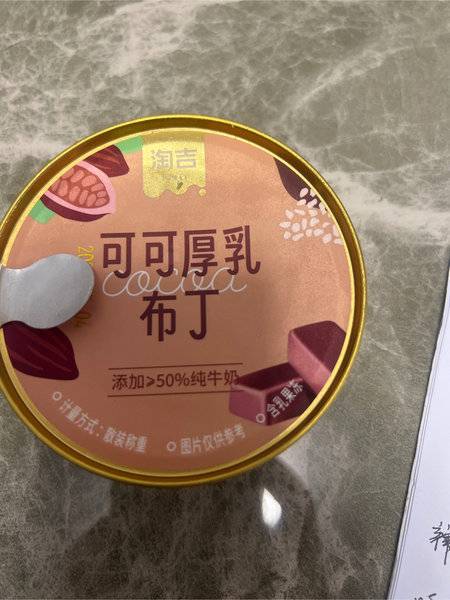 淘吉
可可厚乳
cocoa
布丁
添加≥50%纯牛奶
含乳果冻
计量方式:散装称重
图片仅供参考